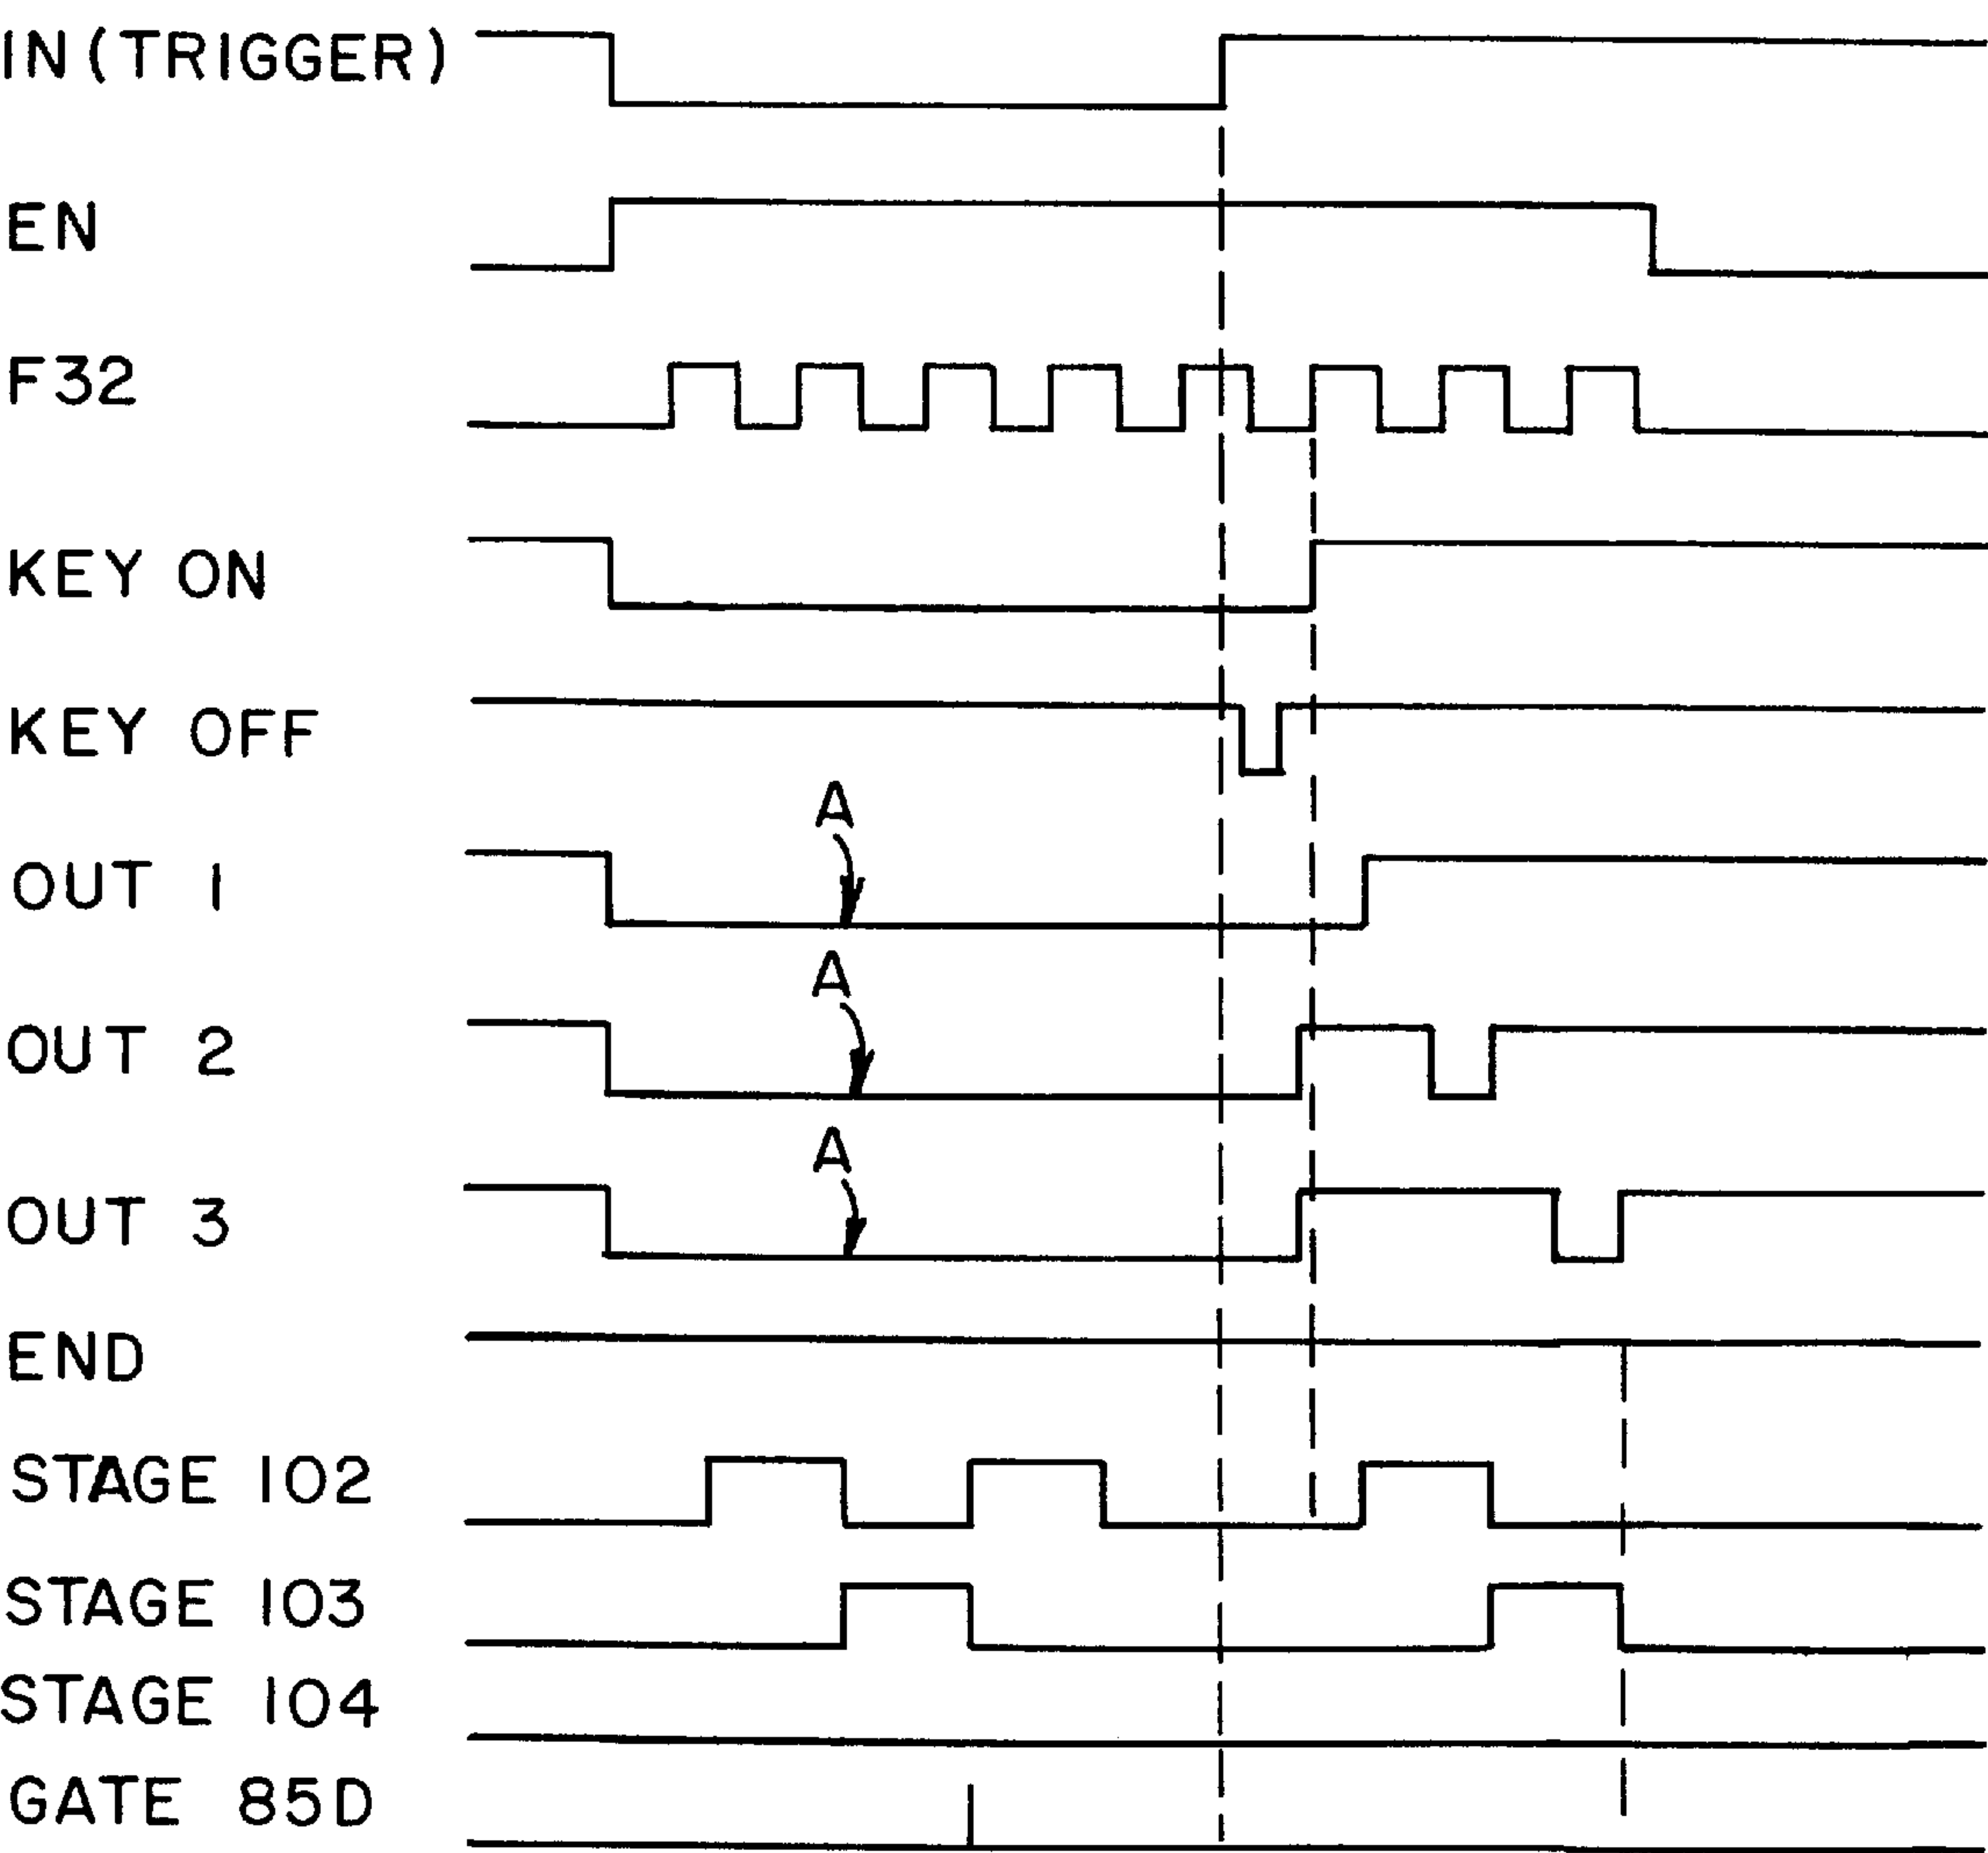 IN (TRIGGER)
EN
F32
KEY ON
KEY OFF
A
OUT 1
A
OUT 2
A
OUT 3
END
STAGE 102
STAGE 103
STAGE 104
GATE 85D